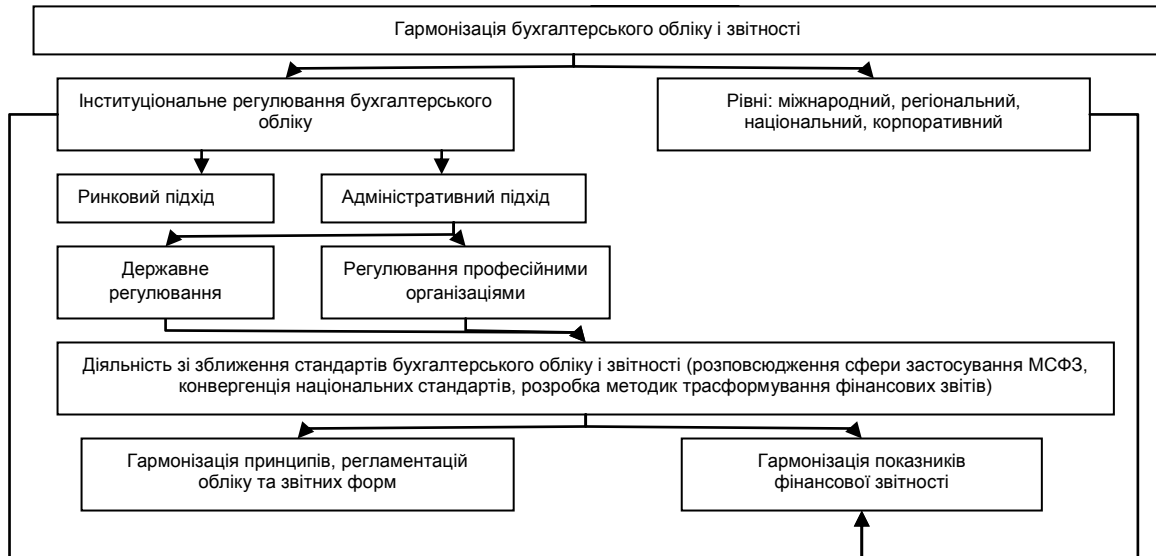 Гармонізація бухгалтерського обліку і звітності
Інституціональне регулювання бухгалтерського
обліку
Рівні: міжнародний, регіональний,
національний, корпоративний
Ринковий підхід
Адміністративний підхід
Державне
регулювання
Регулювання професійними
організаціями
Діяльність зі зближення стандартів бухгалтерського обліку і звітності (розповсюдження сфери застосування МСФЗ,
конвергенція національних стандартів, розробка методик трасформування фінансових звітів)
Гармонізація принципів, регламентацій
обліку та звітних форм
Гармонізація показників
фінансової звітності